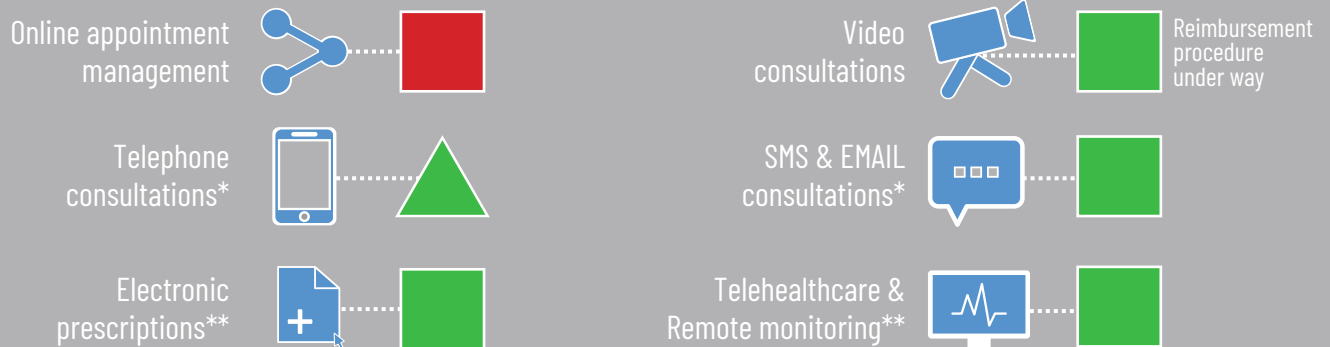 Online appointment
management
Video
consultations
Reimbursement
procedure
under way
Telephone
consultations*
SMS & EMAIL
consultations*
Electronic
prescriptions**
Telehealthcare &
Remote monitoring**